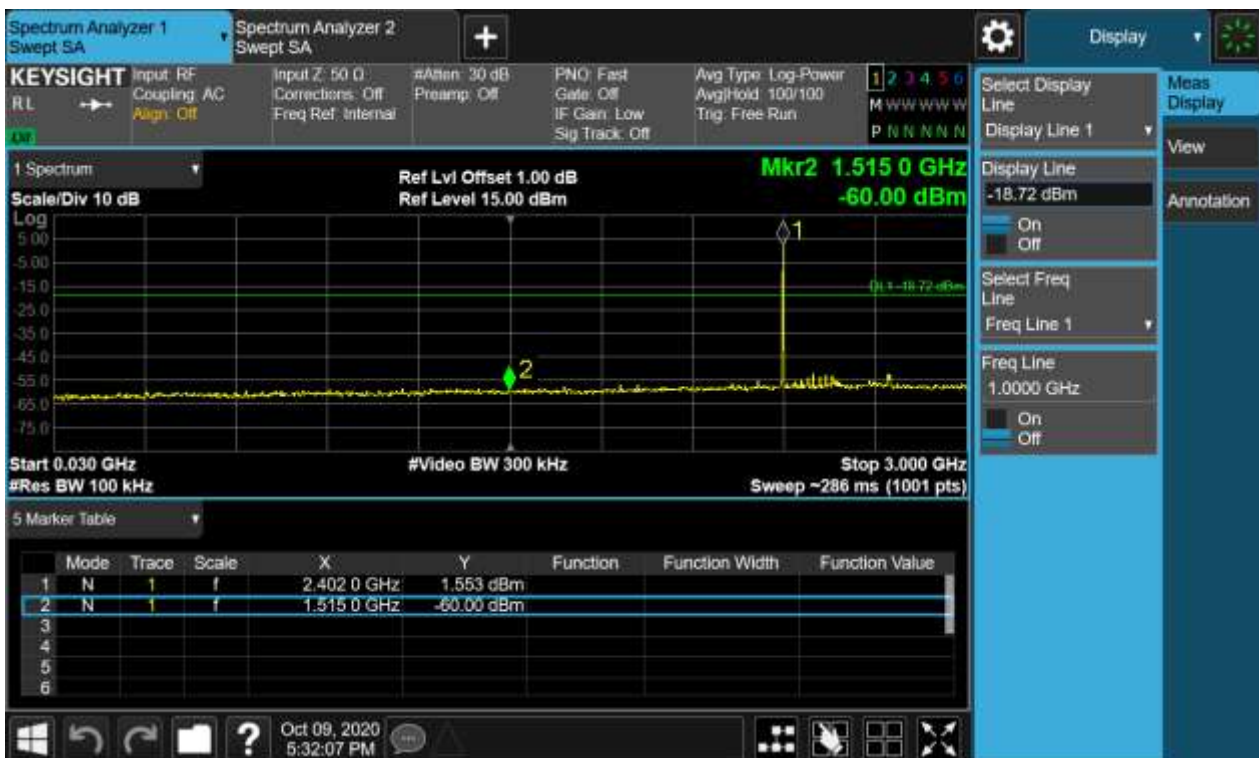 Spectrum Analyzer 1
Swept SA
Spectrum Analyzer 2
Swept SA
Display
KEYSIGHT
RL
Input: RF
Coupling: AC
Align: Off
Input Z: 50 Ω
Corrections: Off
Freq Ref: Internal
#Atten: 30 dB
Preamp: Off
PNO: Fast
Gate: Off
IF Gain: Low
Sig Track: Off
Avg Type: Log-Power
Avg|Hold: 100/100
Trig: Free Run
1 2 3 4 5 6
M W W W W W
P N N N N N
1 Spectrum
Scale/Div 10 dB
Ref Lvl Offset 1.00 dB
Ref Level 15.00 dBm
Mkr2 1.515 0 GHz
-60.00 dBm
Log
5.00
-5.00
-15.0
-25.0
-35.0
-45.0
-55.0
-65.0
-75.0
1
2
DL1 -18.72 dBm
Start 0.030 GHz
#Res BW 100 kHz
#Video BW 300 kHz
Stop 3.000 GHz
Sweep ~286 ms (1001 pts)
5 Marker Table
Mode Trace Scale X Y Function Function Width Function Value
1 N 1 f 2.402 0 GHz 1.553 dBm
2 N 1 f 1.515 0 GHz -60.00 dBm
3
4
5
6
Oct 09, 2020
5:32:07 PM
Select Display
Line
Display Line 1
Display Line
-18.72 dBm
On
Off
Select Freq
Line
Freq Line 1
Freq Line
1.0000 GHz
On
Off
Meas
Display
View
Annotation